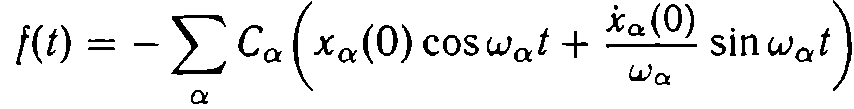 f(t) = − ∑_α C_α ( x_α(0) cos ω_α t + ẋ_α(0)/ω_α sin ω_α t )